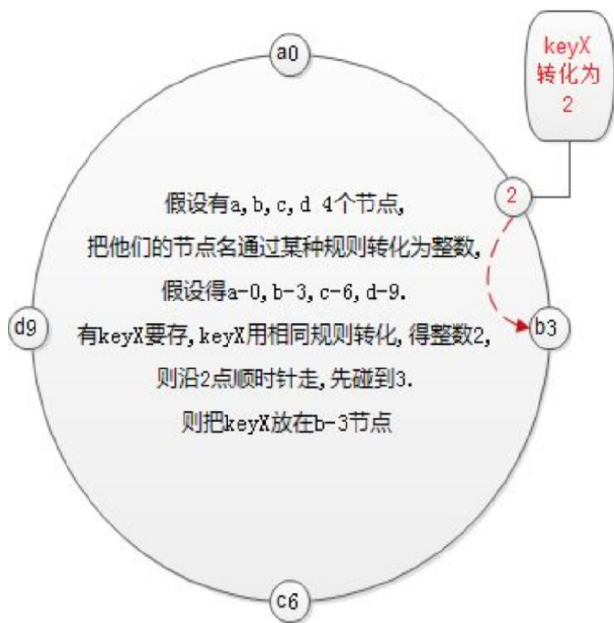 a0
keyX
转化为
2
2
假设有a,b,c,d 4个节点,
把他们的节点名通过某种规则转化为整数,
假设得a-0,b-3,c-6,d-9.
d9
有keyX要存,keyX用相同规则转化,得整数2,
b3
则沿2点顺时针走,先碰到3.
则把keyX放在b-3节点
c6